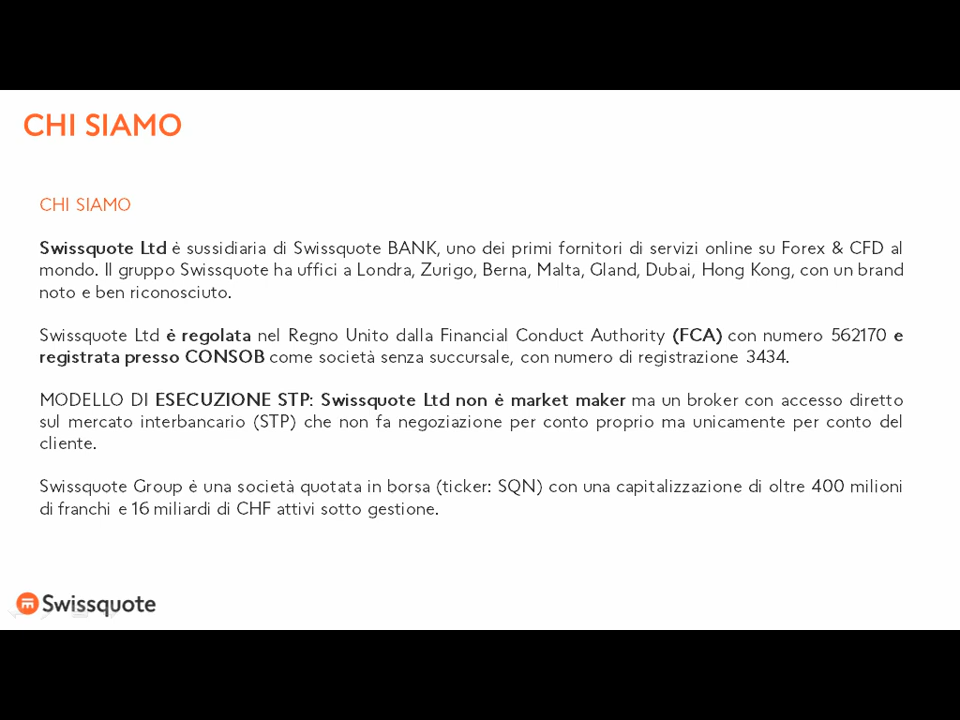 CHI SIAMO
CHI SIAMO
Swissquote Ltd è sussidiaria di Swissquote BANK, uno dei primi fornitori di servizi online su Forex & CFD al
mondo. Il gruppo Swissquote ha uffici a Londra, Zurigo, Berna, Malta, Gland, Dubai, Hong Kong, con un brand
noto e ben riconosciuto.
Swissquote Ltd è regolata nel Regno Unito dalla Financial Conduct Authority (FCA) con numero 562170 e
registrata presso CONSOB come società senza succursale, con numero di registrazione 3434.
MODELLO DI ESECUZIONE STP: Swissquote Ltd non è market maker ma un broker con accesso diretto
sul mercato interbancario (STP) che non fa negoziazione per conto proprio ma unicamente per conto del
cliente.
Swissquote Group è una società quotata in borsa (ticker: SQN) con una capitalizzazione di oltre 400 milioni
di franchi e 16 miliardi di CHF attivi sotto gestione.
Swissquote